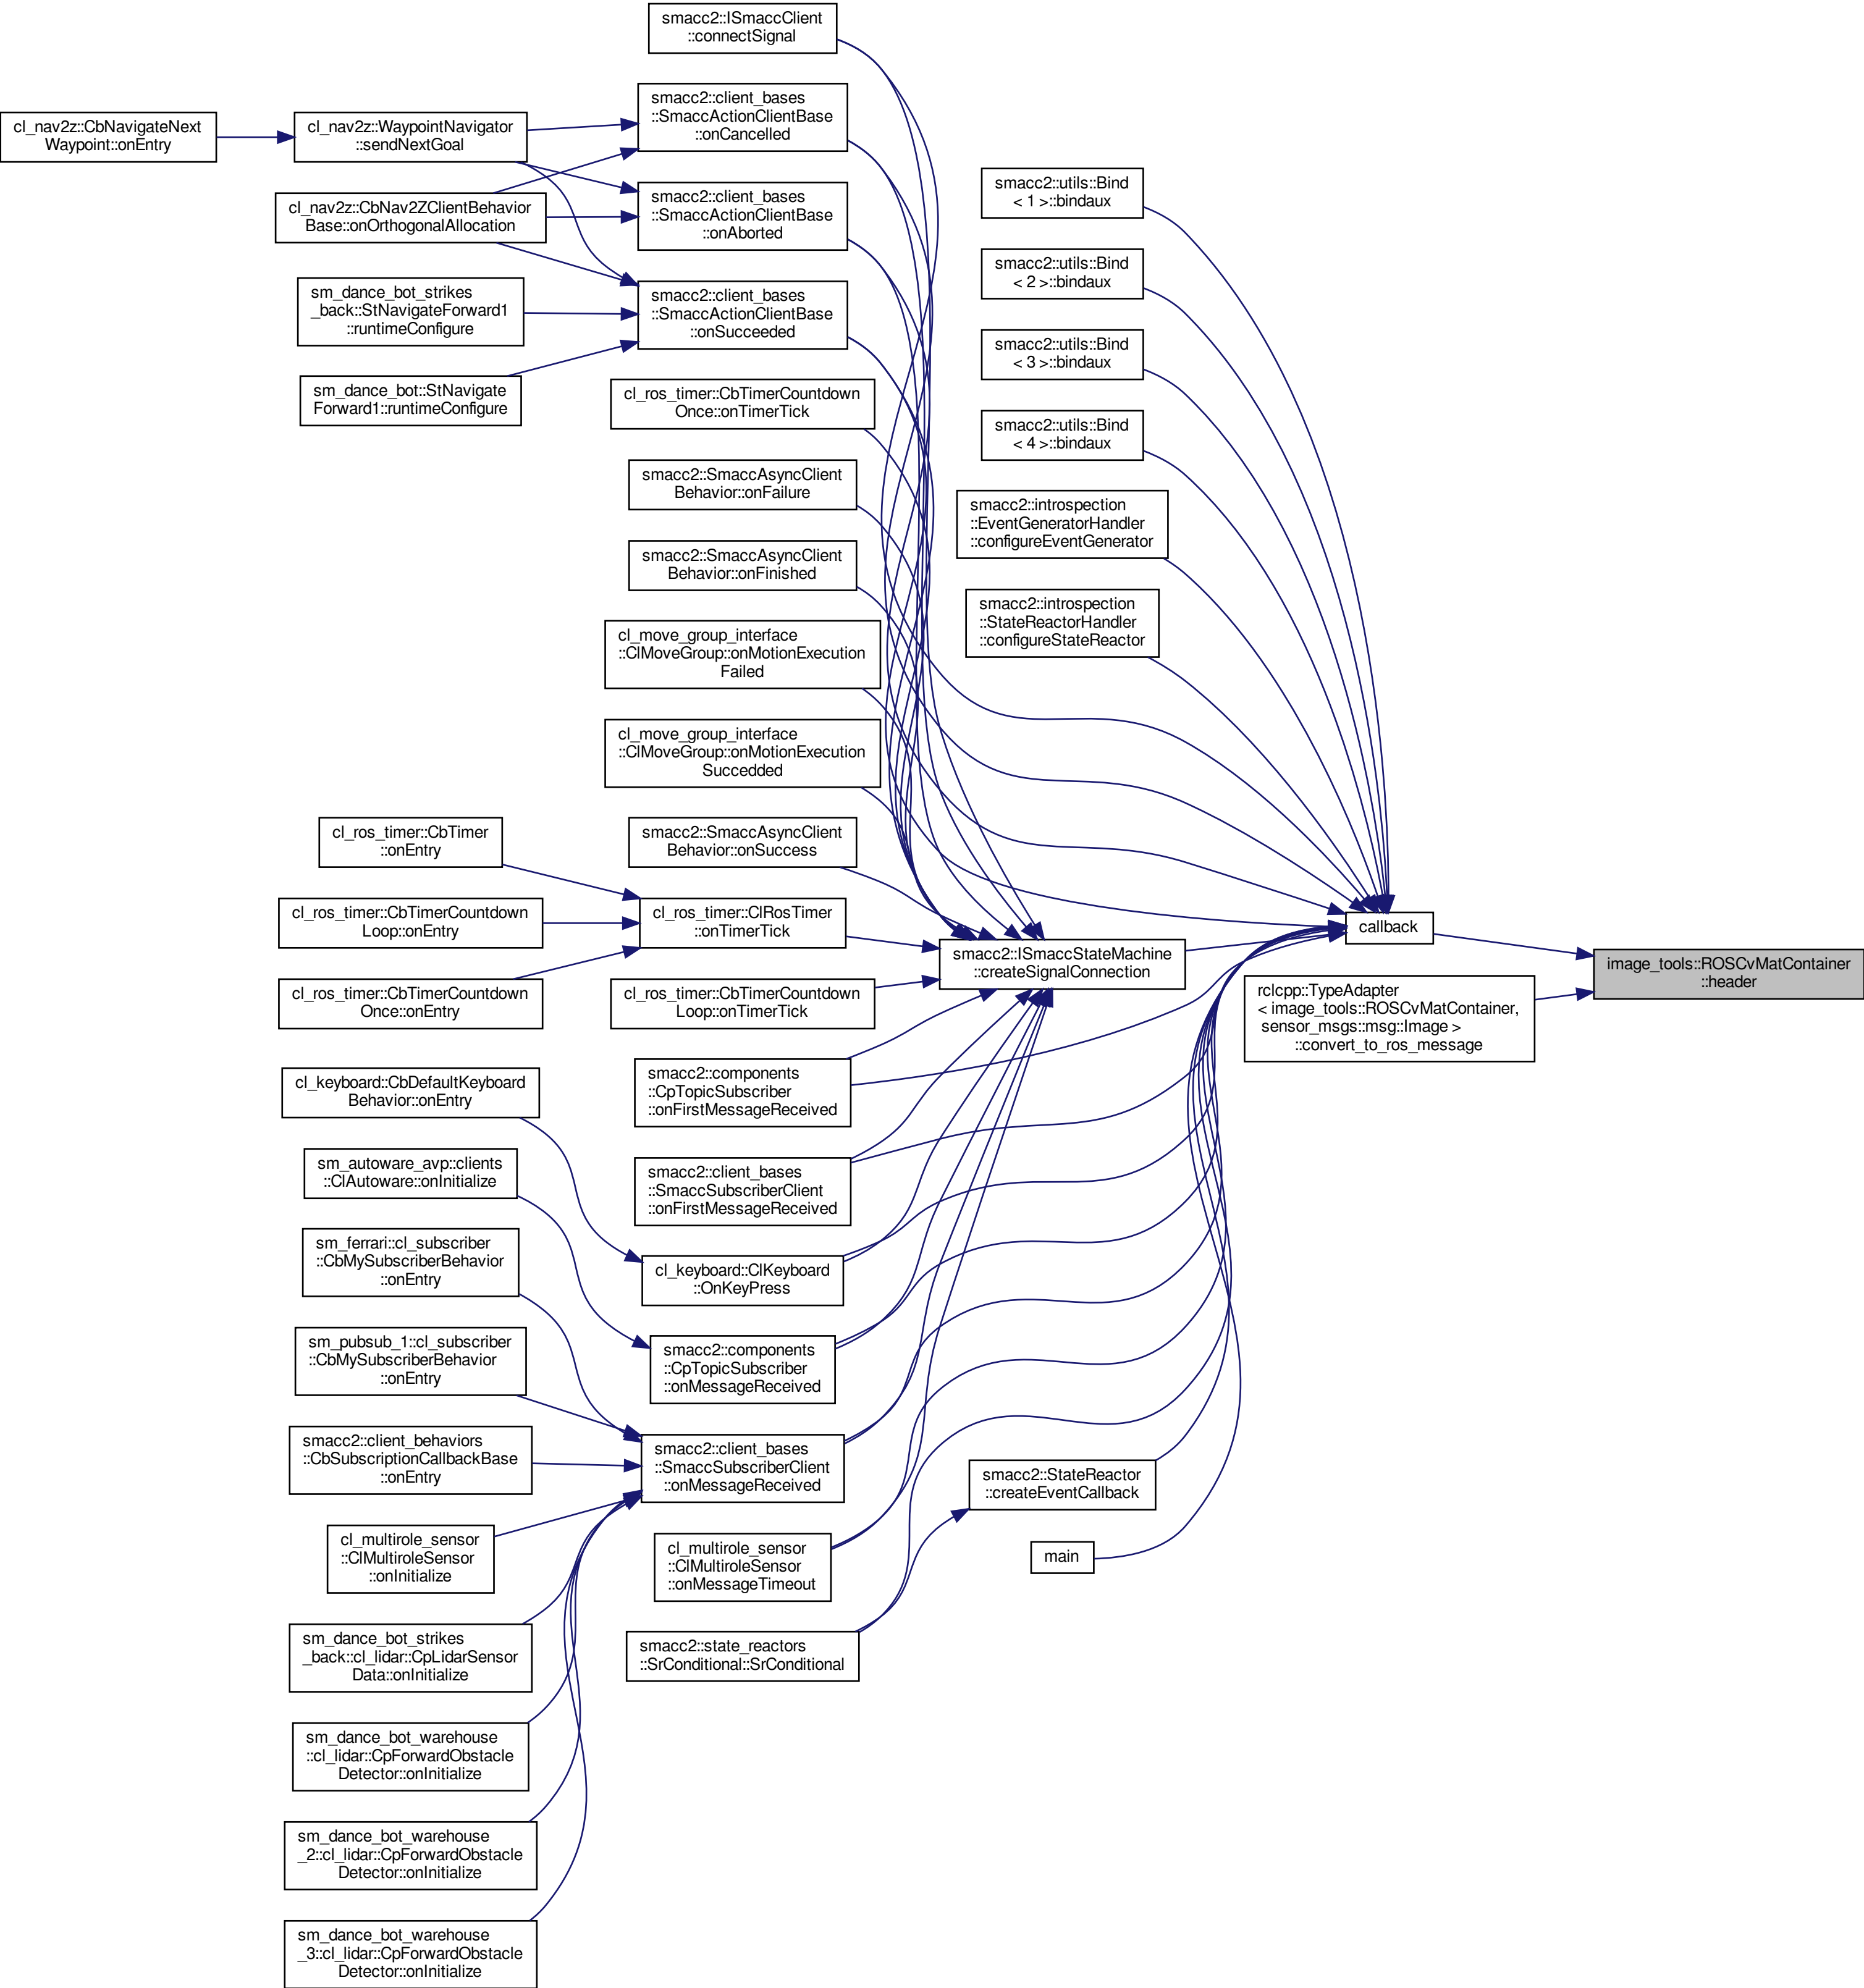 smacc2::ISmaccClient
::connectSignal
smacc2::client_bases
::SmaccActionClientBase
::onCancelled
cl_nav2z::CbNavigateNext
Waypoint::onEntry
cl_nav2z::WaypointNavigator
::sendNextGoal
smacc2::client_bases
::SmaccActionClientBase
::onAborted
cl_nav2z::CbNav2ZClientBehavior
Base::onOrthogonalAllocation
smacc2::client_bases
::SmaccActionClientBase
::onSucceeded
sm_dance_bot_strikes
_back::StNavigateForward1
::runtimeConfigure
sm_dance_bot::StNavigate
Forward1::runtimeConfigure
cl_ros_timer::CbTimerCountdown
Once::onTimerTick
smacc2::SmaccAsyncClient
Behavior::onFailure
smacc2::SmaccAsyncClient
Behavior::onFinished
cl_move_group_interface
::ClMoveGroup::onMotionExecution
Failed
cl_move_group_interface
::ClMoveGroup::onMotionExecution
Succedded
smacc2::SmaccAsyncClient
Behavior::onSuccess
cl_ros_timer::CbTimer
::onEntry
cl_ros_timer::CbTimerCountdown
Loop::onEntry
cl_ros_timer::CbTimerCountdown
Once::onEntry
cl_ros_timer::ClRosTimer
::onTimerTick
cl_ros_timer::CbTimerCountdown
Loop::onTimerTick
smacc2::components
::CpTopicSubscriber
::onFirstMessageReceived
smacc2::client_bases
::SmaccSubscriberClient
::onFirstMessageReceived
cl_keyboard::CbDefaultKeyboard
Behavior::onEntry
cl_keyboard::ClKeyboard
::OnKeyPress
sm_autoware_avp::clients
::ClAutoware::onInitialize
smacc2::components
::CpTopicSubscriber
::onMessageReceived
sm_ferrari::cl_subscriber
::CbMySubscriberBehavior
::onEntry
sm_pubsub_1::cl_subscriber
::CbMySubscriberBehavior
::onEntry
smacc2::client_behaviors
::CbSubscriptionCallbackBase
::onEntry
smacc2::client_bases
::SmaccSubscriberClient
::onMessageReceived
cl_multirole_sensor
::ClMultiroleSensor
::onInitialize
sm_dance_bot_strikes
_back::cl_lidar::CpLidarSensor
Data::onInitialize
sm_dance_bot_warehouse
::cl_lidar::CpForwardObstacle
Detector::onInitialize
sm_dance_bot_warehouse
_2::cl_lidar::CpForwardObstacle
Detector::onInitialize
sm_dance_bot_warehouse
_3::cl_lidar::CpForwardObstacle
Detector::onInitialize
cl_multirole_sensor
::ClMultiroleSensor
::onMessageTimeout
smacc2::state_reactors
::SrConditional::SrConditional
smacc2::utils::Bind
< 1 >::bindaux
smacc2::utils::Bind
< 2 >::bindaux
smacc2::utils::Bind
< 3 >::bindaux
smacc2::utils::Bind
< 4 >::bindaux
smacc2::introspection
::EventGeneratorHandler
::configureEventGenerator
smacc2::introspection
::StateReactorHandler
::configureStateReactor
smacc2::ISmaccStateMachine
::createSignalConnection
smacc2::StateReactor
::createEventCallback
main
callback
rclcpp::TypeAdapter
< image_tools::ROSCvMatContainer,
sensor_msgs::msg::Image >
::convert_to_ros_message
image_tools::ROSCvMatContainer
::header